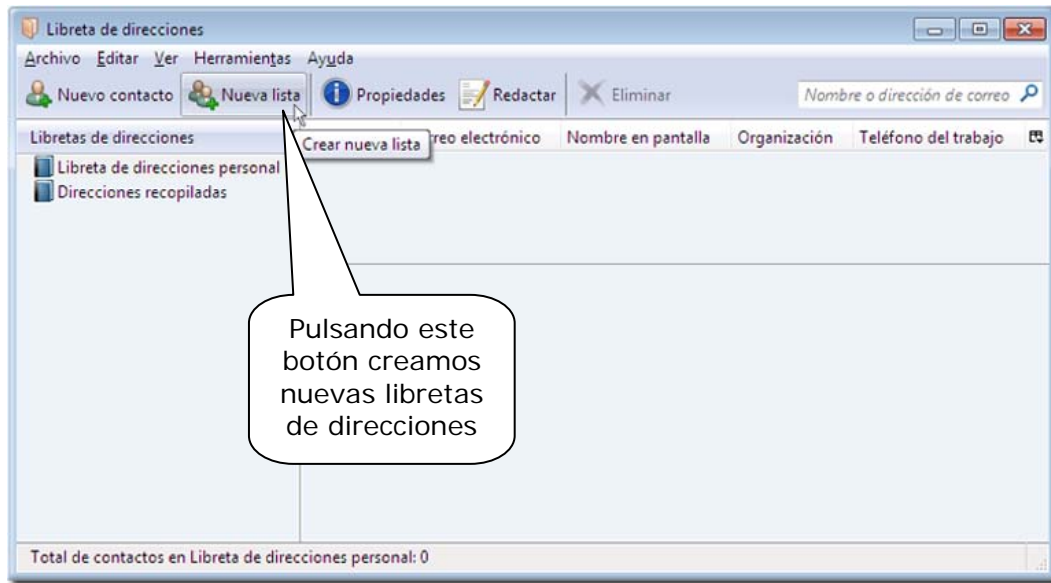 Libreta de direcciones
Archivo Editar Ver Herramientas Ayuda
Nuevo contacto Nueva lista Propiedades Redactar Eliminar Nombre o dirección de correo
Libretas de direcciones reo electrónico Nombre en pantalla Organización Teléfono del trabajo
Crear nueva lista
Libreta de direcciones personal
Direcciones recopiladas
Pulsando este
botón creamos
nuevas libretas
de direcciones
Total de contactos en Libreta de direcciones personal: 0